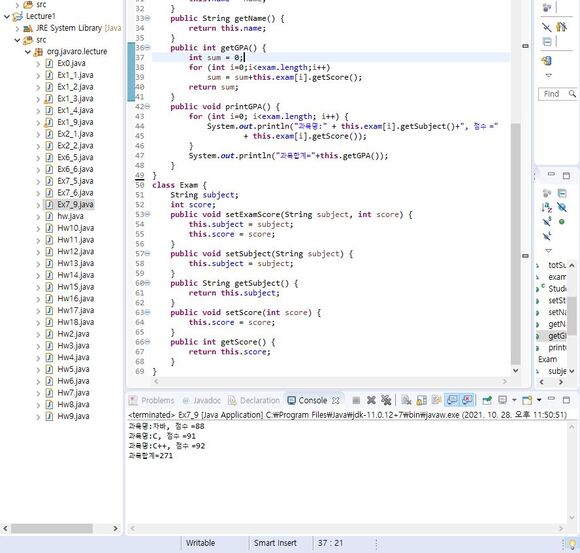 src
Lecture1
JRE System Library [Jav
src
org.javaro.lecture
Ex0.java
Ex1_1.java
Ex1_2.java
Ex1_3.java
Ex1_4.java
Ex1_9.java
Ex2_1.java
Ex2_2.java
Ex6_5.java
Ex6_6.java
Ex7_5.java
Ex7_6.java
Ex7_9.java
hw.java
Hw10.java
Hw11.java
Hw12.java
Hw13.java
Hw14.java
Hw15.java
Hw16.java
Hw17.java
Hw18.java
Hw2.java
Hw3.java
Hw4.java
Hw5.java
Hw6.java
Hw7.java
Hw8.java
Hw9.java
32 }
33 public String getName() {
34 return this.name;
35 }
36 public int getGPA() {
37 int sum = 0;
38 for (int i=0;i<exam.length;i++)
39 sum = sum+this.exam[i].getScore();
40 return sum;
41 }
42 public void printGPA() {
43 for (int i=0; i<exam.length; i++) {
44 System.out.println("과목명:" + this.exam[i].getSubject()+", 점수 ="
45 + this.exam[i].getScore());
46 }
47 System.out.println("과목합계="+this.getGPA());
48 }
49 }
50 class Exam {
51 String subject;
52 int score;
53 public void setExamScore(String subject, int score) {
54 this.subject = subject;
55 this.score = score;
56 }
57 public void setSubject(String subject) {
58 this.subject = subject;
59 }
60 public String getSubject() {
61 return this.subject;
62 }
63 public void setScore(int score) {
64 this.score = score;
65 }
66 public int getScore() {
67 return this.score;
68 }
69 }
Find
totSu
exam
Stude
setSt
setNa
getN
getGI
print
Exam
subje
Problems
Javadoc
Declaration
Console
<terminated> Ex7_9 [Java Application] C:₩Program Files₩Java₩jdk-11.0.12+7₩bin₩javaw.exe (2021. 10. 28. 오후 11:50:51)
과목명:자바, 점수 =88
과목명:C, 점수 =91
과목명:C++, 점수 =92
과목합계=271
Writable
Smart Insert
37 : 21